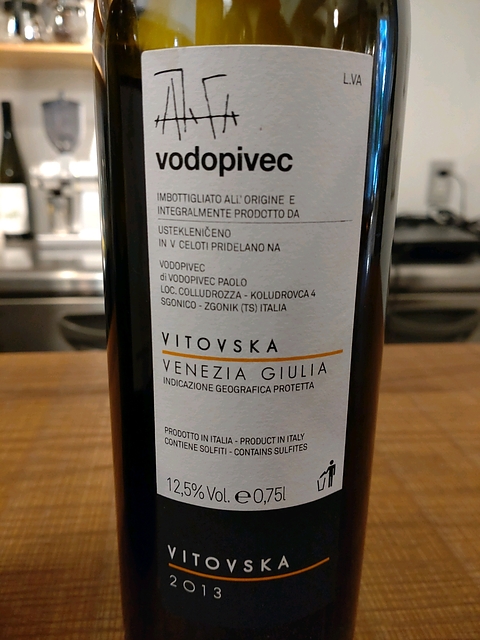 L.VA
vodopivec
IMBOTTIGLIATO ALL'ORIGINE E
INTEGRALMENTE PRODOTTO DA
USTEKLENIČENO
IN V CELOTI PRIDELANO NA
VODOPIVEC
di VODOPIVEC PAOLO
LOC. COLLUDROZZA - KOLUDROVCA 4
SGONICO - ZGONIK (TS) ITALIA
VITOVSKA
VENEZIA GIULIA
INDICAZIONE GEOGRAFICA PROTETTA
PRODOTTO IN ITALIA - PRODUCT IN ITALY
CONTIENE SOLFITI - CONTAINS SULFITES
12,5% Vol. ℮ 0,75l
VITOVSKA
2013